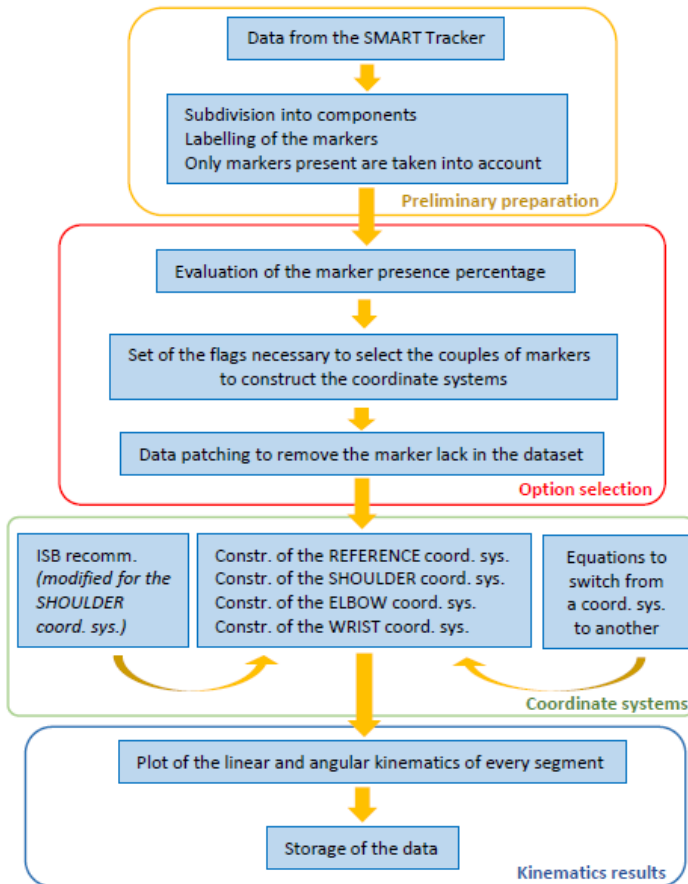 Data from the SMART Tracker
Subdivision into components
Labelling of the markers
Only markers present are taken into account
Preliminary preparation
Evaluation of the marker presence percentage
Set of the flags necessary to select the couples of markers
to construct the coordinate systems
Data patching to remove the marker lack in the dataset
Option selection
ISB recomm.
(modified for the
SHOULDER
coord. sys.)
Constr. of the REFERENCE coord. sys.
Constr. of the SHOULDER coord. sys.
Constr. of the ELBOW coord. sys.
Constr. of the WRIST coord. sys.
Equations to
switch from
a coord. sys.
to another
Coordinate systems
Plot of the linear and angular kinematics of every segment
Storage of the data
Kinematics results